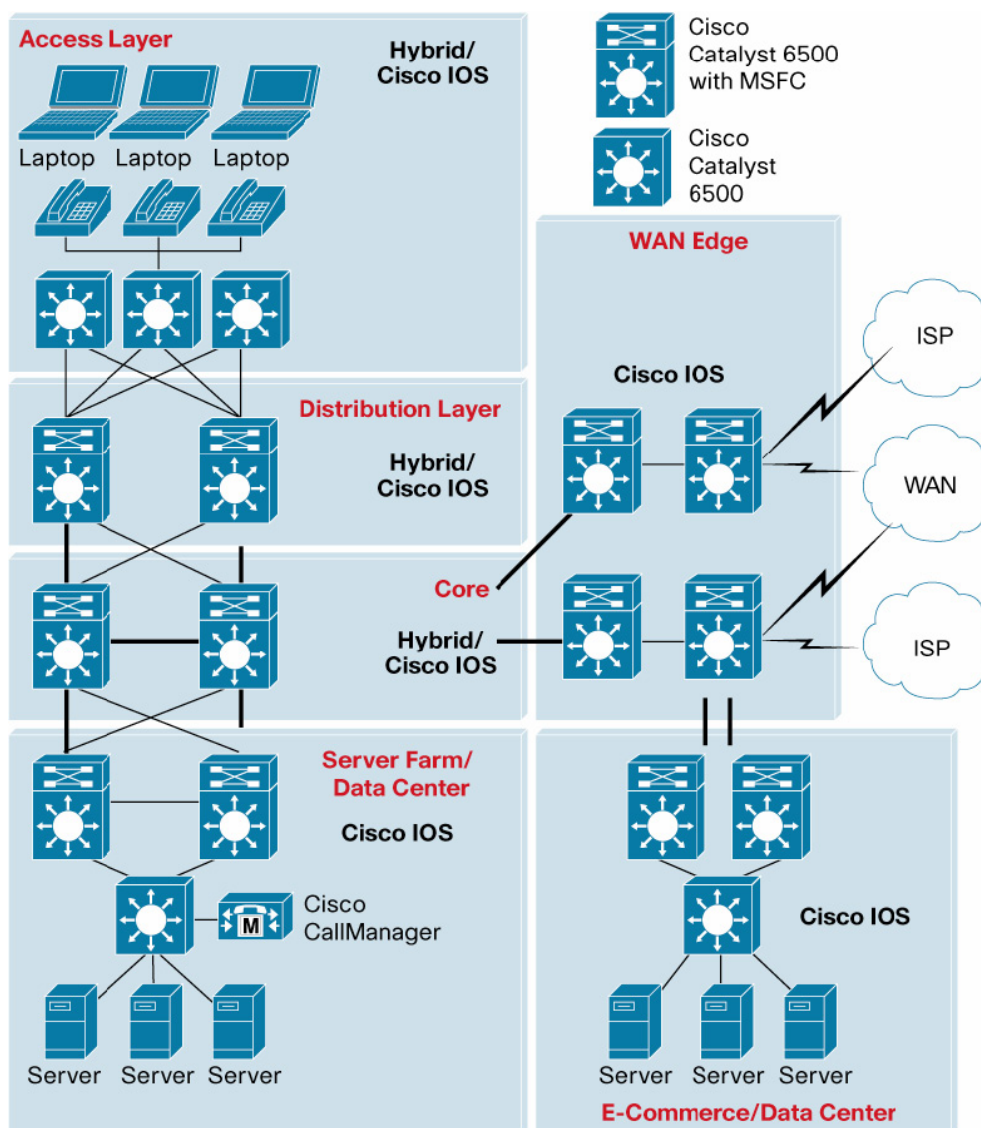 Access Layer
Hybrid/
Cisco IOS
Laptop Laptop Laptop
Cisco
Catalyst 6500
with MSFC
Cisco
Catalyst
6500
Distribution Layer
Hybrid/
Cisco IOS
Core
Hybrid/
Cisco IOS
WAN Edge
Cisco IOS
ISP
WAN
ISP
Server Farm/
Data Center
Cisco IOS
M
Cisco
CallManager
Server Server Server
Cisco IOS
Server Server Server
E-Commerce/Data Center